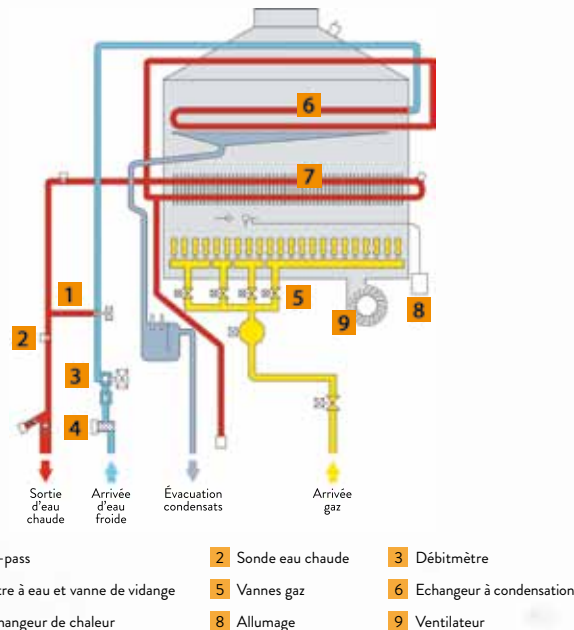 6
7
1
5
8
9
2
3
4
Sortie
d'eau
chaude
Arrivée
d'eau
froide
Évacuation
condensats
Arrivée
gaz
-pass
2 Sonde eau chaude
3 Débitmètre
tre à eau et vanne de vidange
5 Vannes gaz
6 Echangeur à condensation
hangeur de chaleur
8 Allumage
9 Ventilateur